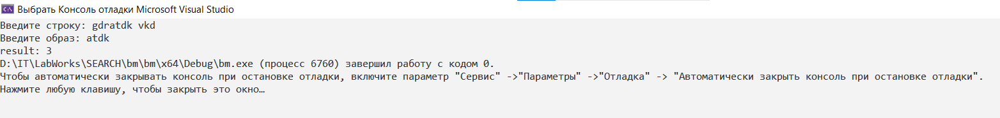 Выбрать Консоль отладки Microsoft Visual Studio
Введите строку: gdratdk vkd
Введите образ: atdk
result: 3
D:\IT\LabWorks\SEARCH\bm\bm\x64\Debug\bm.exe (процесс 6760) завершил работу с кодом 0.
Чтобы автоматически закрывать консоль при остановке отладки, включите параметр "Сервис" ->"Параметры" ->"Отладка" -> "Автоматически закрыть консоль при остановке отладки".
Нажмите любую клавишу, чтобы закрыть это окно…